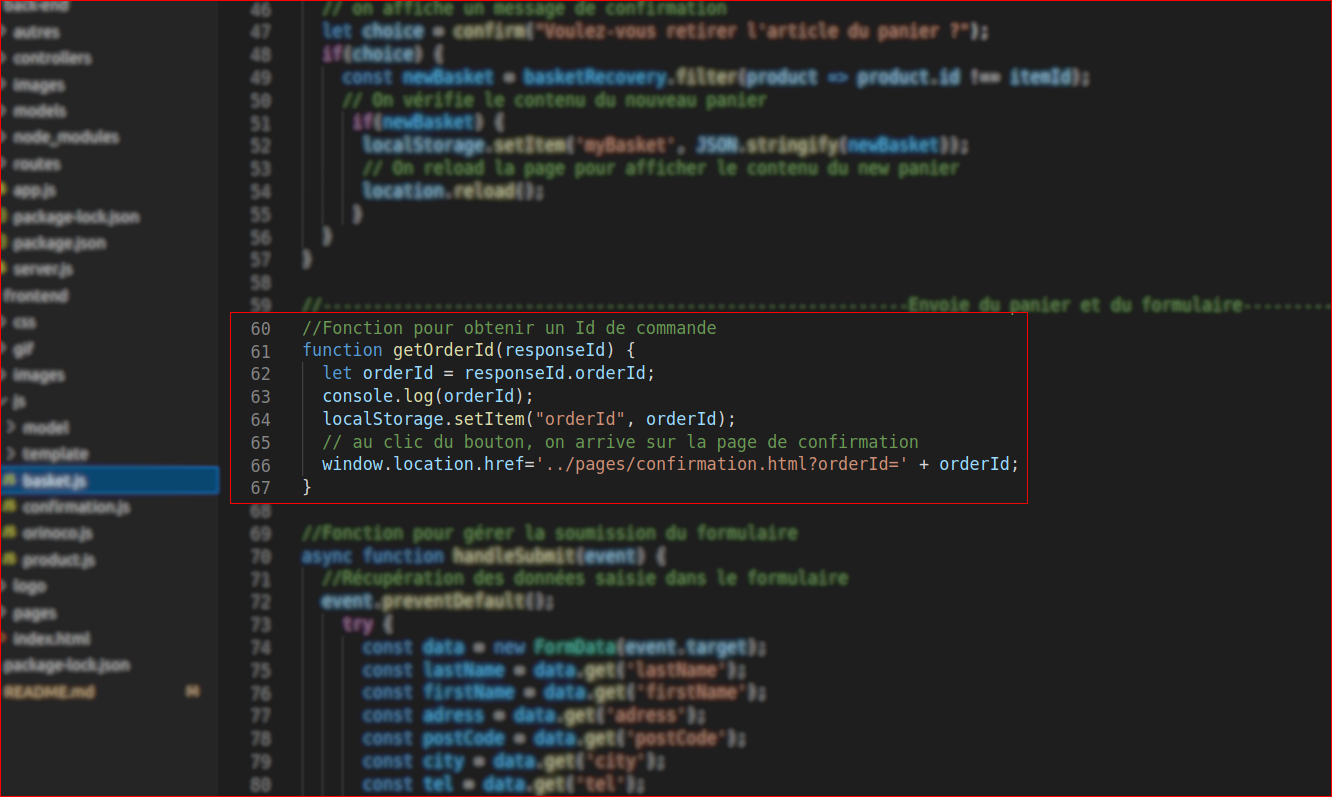 back-end
autres
controllers
images
models
node_modules
routes
app.js
package-lock.json
package.json
server.js
frontend
css
gif
images
js
model
template
basket.js
confirmation.js
orinoco.js
product.js
logo
pages
index.html
package-lock.json
README.md M
46 // on affiche un message de confirmation
47 let choice = confirm("Voulez-vous retirer l'article du panier ?");
48 if(choice) {
49 const newBasket = basketRecovery.filter(product => product.id !== itemId);
50 // On vérifie le contenu du nouveau panier
51 if(newBasket) {
52 localStorage.setItem('myBasket', JSON.stringify(newBasket));
53 // On reload la page pour afficher le contenu du new panier
54 location.reload();
55 }
56 }
57 }
58
59 //----------------------------------------------------------Envoie du panier et du formulaire---------
60 //Fonction pour obtenir un Id de commande
61 function getOrderId(responseId) {
62 let orderId = responseId.orderId;
63 console.log(orderId);
64 localStorage.setItem("orderId", orderId);
65 // au clic du bouton, on arrive sur la page de confirmation
66 window.location.href='../pages/confirmation.html?orderId=' + orderId;
67 }
68
69 //Fonction pour gérer la soumission du formulaire
70 async function handleSubmit(event) {
71 //Récupération des données saisie dans le formulaire
72 event.preventDefault();
73 try {
74 const data = new FormData(event.target);
75 const lastName = data.get('lastName');
76 const firstName = data.get('firstName');
77 const adress = data.get('adress');
78 const postCode = data.get('postCode');
79 const city = data.get('city');
80 const tel = data.get('tel');